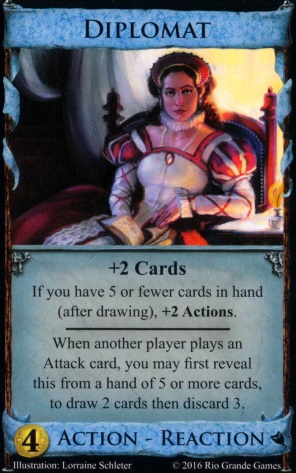 DIPLOMAT
+2 Cards
If you have 5 or fewer cards in hand
(after drawing), +2 Actions.
When another player plays an
Attack card, you may first reveal
this from a hand of 5 or more cards,
to draw 2 cards then discard 3.
4 ACTION - REACTION
Illustration: Lorraine Schleter © 2016 Rio Grande Games